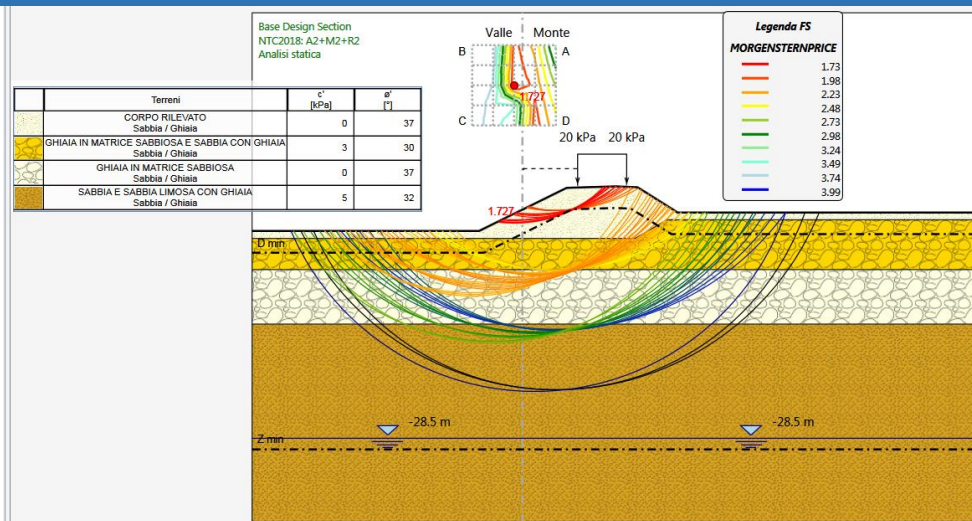 Base Design Section
NTC2018: A2+M2+R2
Analisi statica
Valle Monte
B A
1.727
C D
20 kPa 20 kPa
Legenda FS
MORGENSTERNPRICE
1.73
1.98
2.23
2.48
2.73
2.98
3.24
3.49
3.74
3.99
Terreni c' [kPa] ø' [°]
CORPO RILEVATO
Sabbia / Ghiaia 0 37
GHIAIA IN MATRICE SABBIOSA E SABBIA CON GHIAIA
Sabbia / Ghiaia 3 30
GHIAIA IN MATRICE SABBIOSA
Sabbia / Ghiaia 0 37
SABBIA E SABBIA LIMOSA CON GHIAIA
Sabbia / Ghiaia 5 32
1.727
D min
-28.5 m -28.5 m
Z min